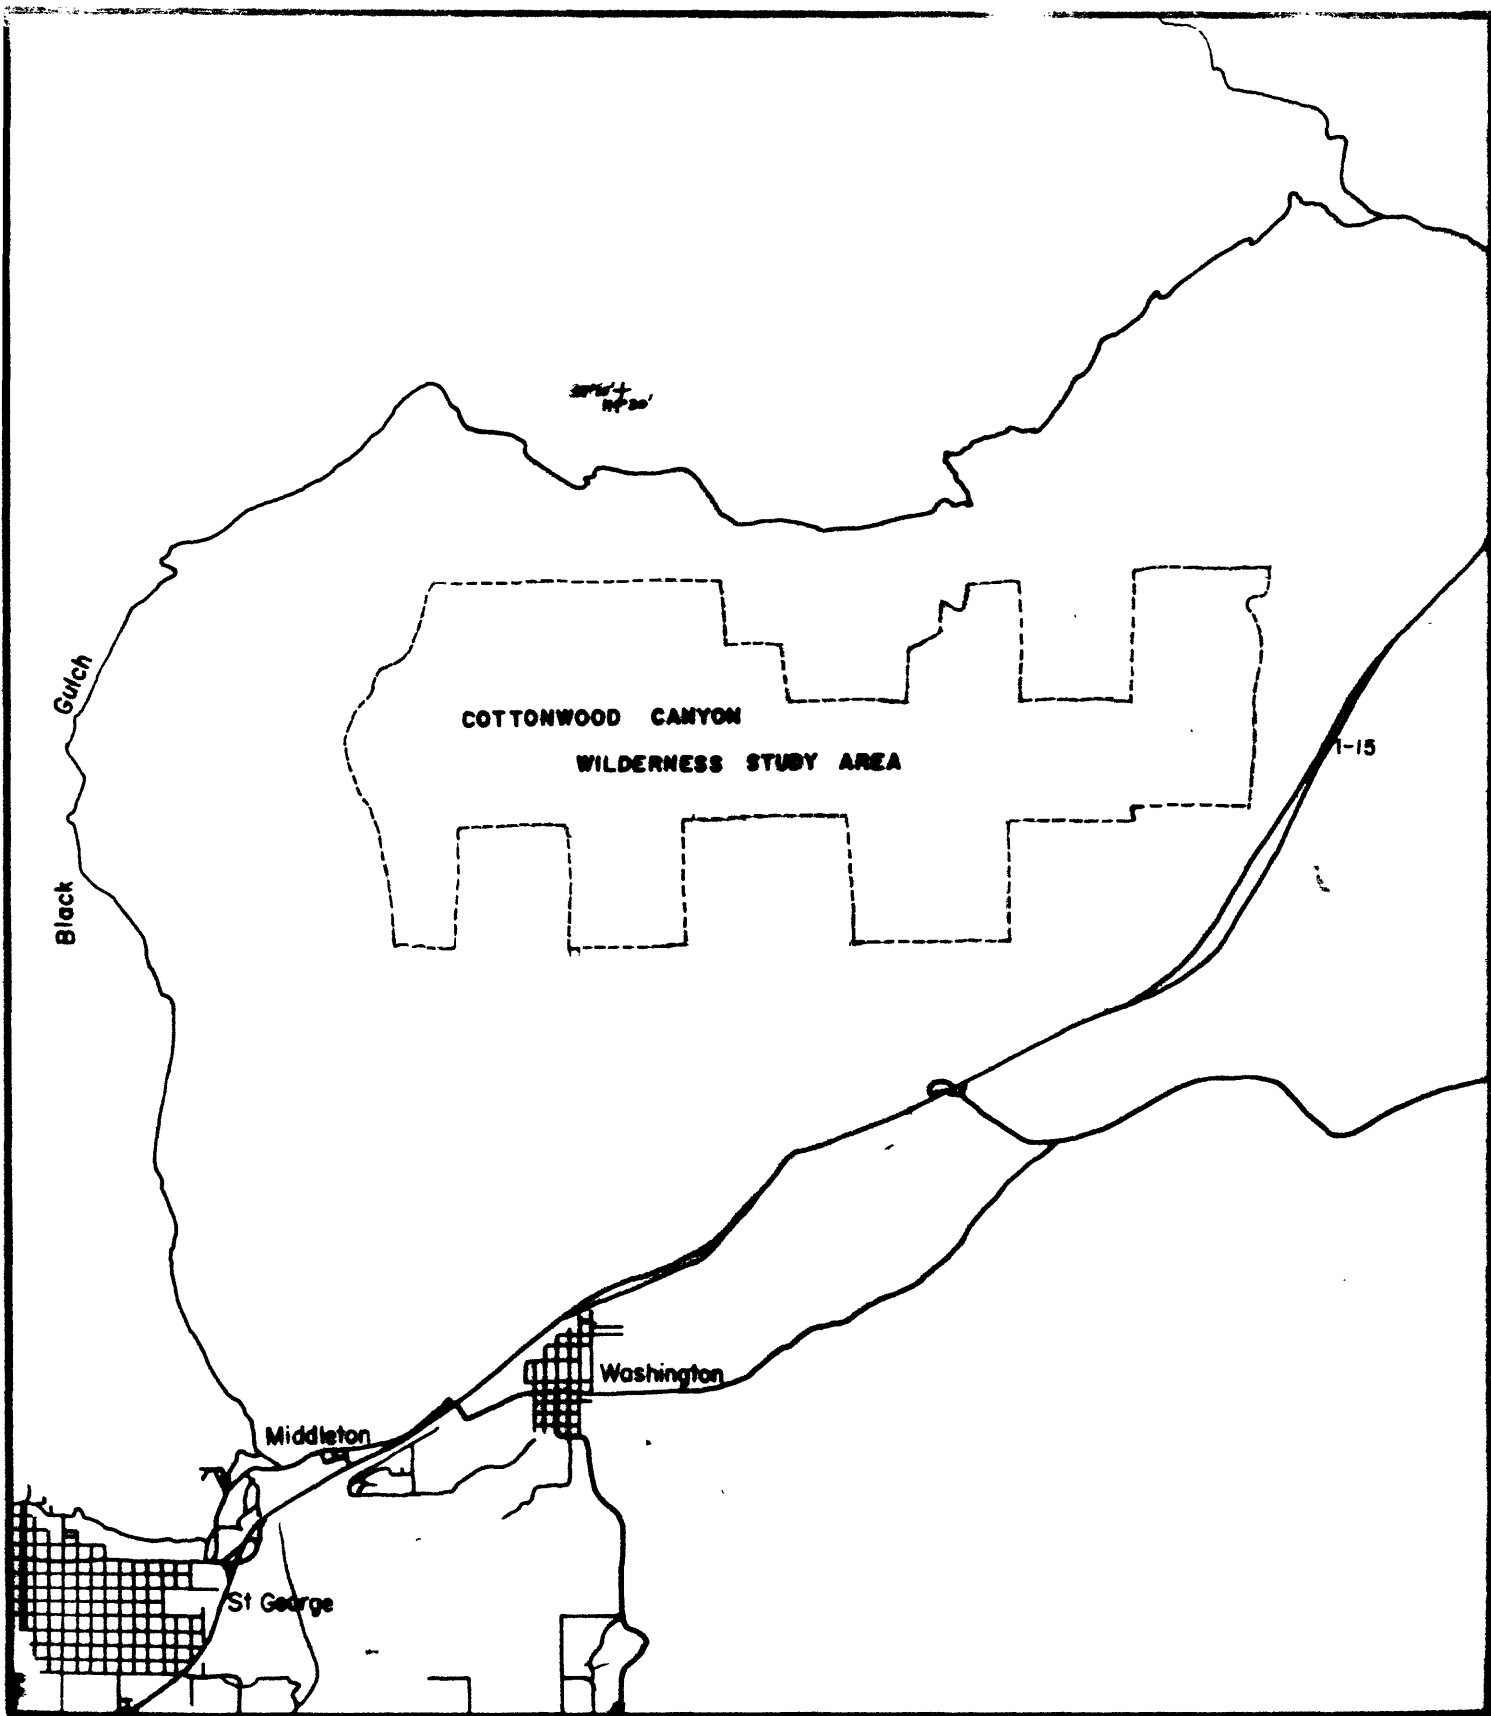 Gulch
COTTONWOOD CANYON
WILDERNESS STUDY AREA
I-15
Black
Washington
Middleton
St George